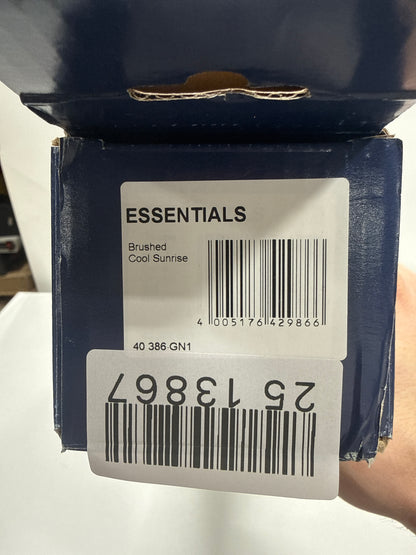 ESSENTIALS
Brushed
Cool Sunrise
4 005176 429866
40 386 GN1
25 13867